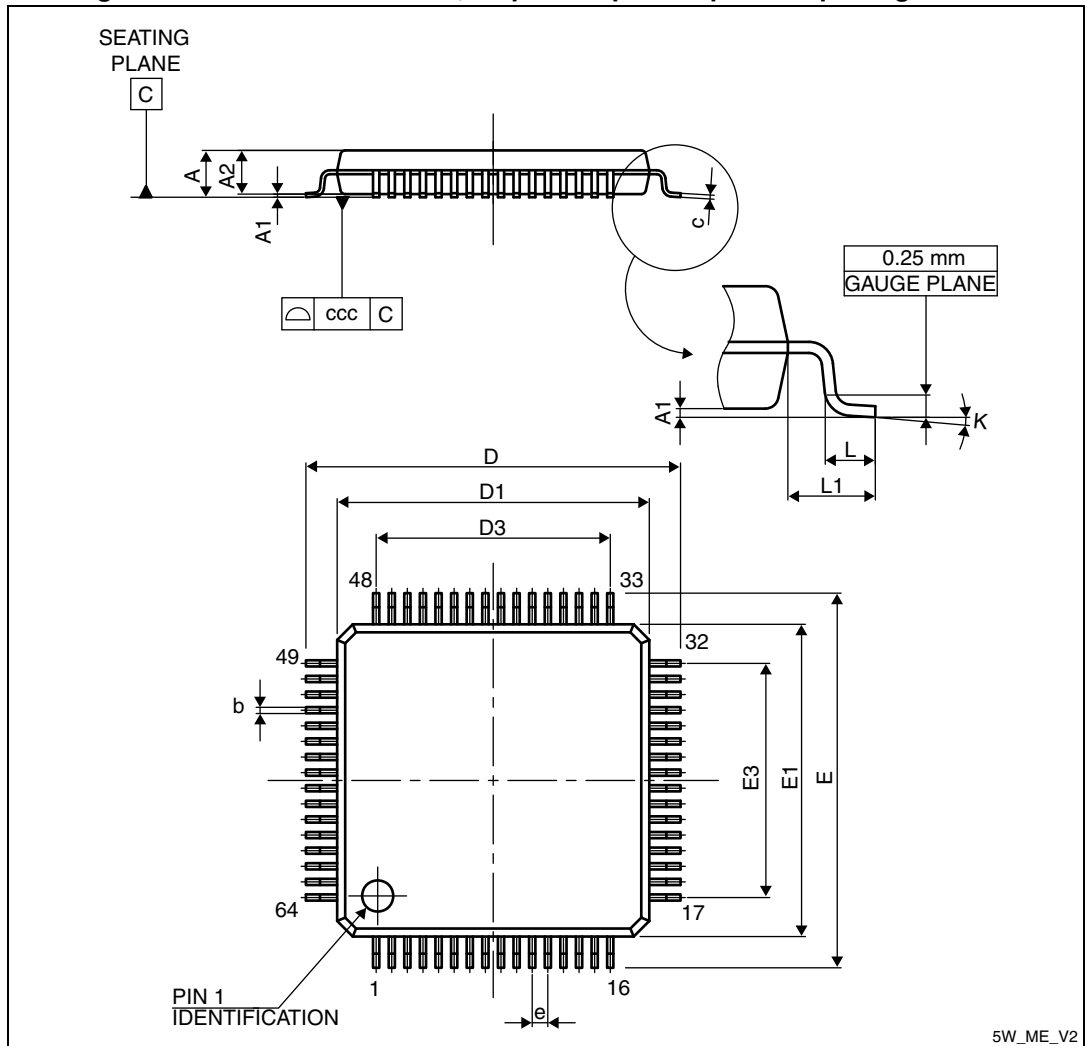 SEATING
PLANE
C
A
A2
A1
c
ccc C
0.25 mm
GAUGE PLANE
A1
K
L
L1
D
D1
D3
48
33
49
32
b
E3
E1
E
64
17
PIN 1
IDENTIFICATION
1
16
e
5W_ME_V2